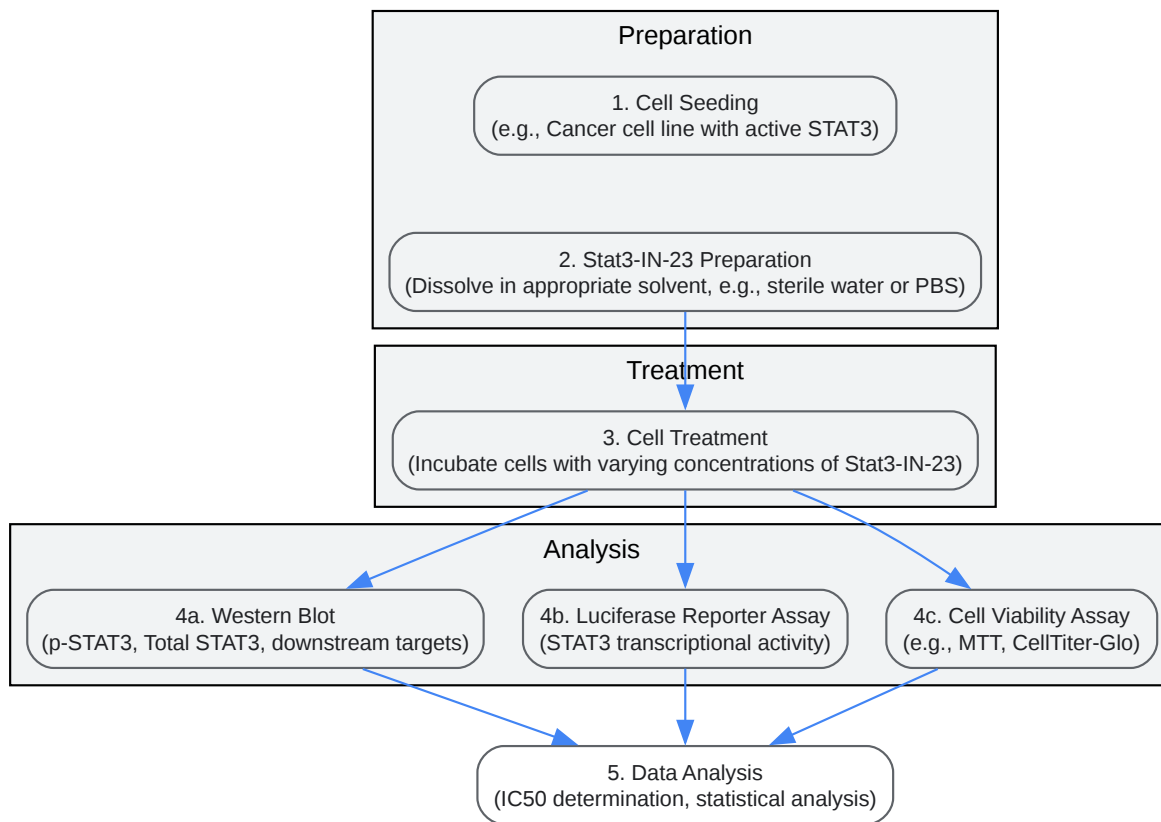 Preparation
1. Cell Seeding
(e.g., Cancer cell line with active STAT3)
2. Stat3-IN-23 Preparation
(Dissolve in appropriate solvent, e.g., sterile water or PBS)
Treatment
3. Cell Treatment
(Incubate cells with varying concentrations of Stat3-IN-23)
Analysis
4a. Western Blot
(p-STAT3, Total STAT3, downstream targets)
4b. Luciferase Reporter Assay
(STAT3 transcriptional activity)
4c. Cell Viability Assay
(e.g., MTT, CellTiter-Glo)
5. Data Analysis
(IC50 determination, statistical analysis)